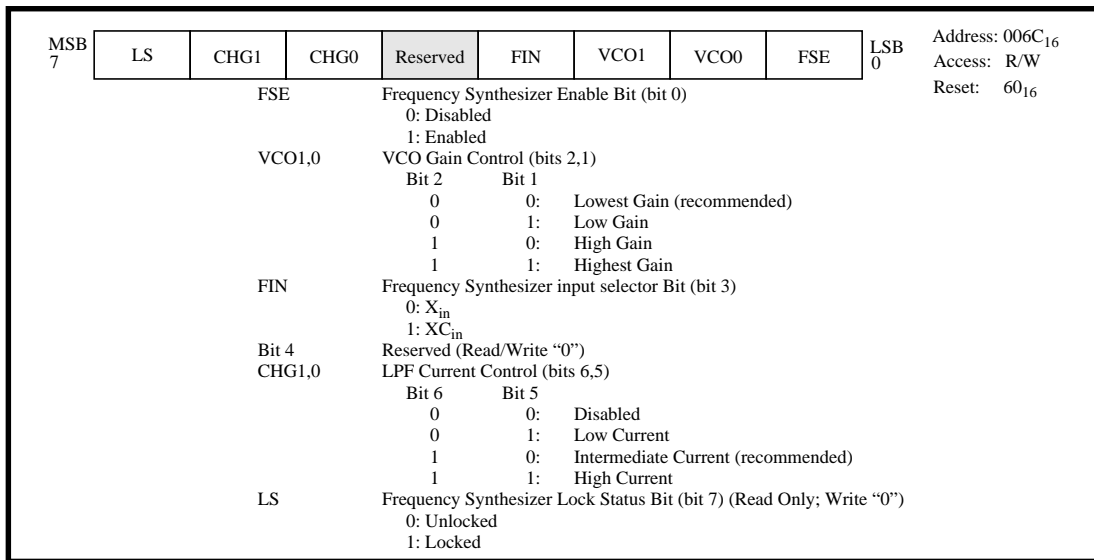 MSB 7 LS CHG1 CHG0 Reserved FIN VCO1 VCO0 FSE LSB 0
Address: 006C₁₆
Access: R/W
Reset: 60₁₆
FSE Frequency Synthesizer Enable Bit (bit 0)
0: Disabled
1: Enabled
VCO1,0 VCO Gain Control (bits 2,1)
Bit 2 Bit 1
0 0: Lowest Gain (recommended)
0 1: Low Gain
1 0: High Gain
1 1: Highest Gain
FIN Frequency Synthesizer input selector Bit (bit 3)
0: Xin
1: XCin
Bit 4 Reserved (Read/Write “0”)
CHG1,0 LPF Current Control (bits 6,5)
Bit 6 Bit 5
0 0: Disabled
0 1: Low Current
1 0: Intermediate Current (recommended)
1 1: High Current
LS Frequency Synthesizer Lock Status Bit (bit 7) (Read Only; Write “0”)
0: Unlocked
1: Locked